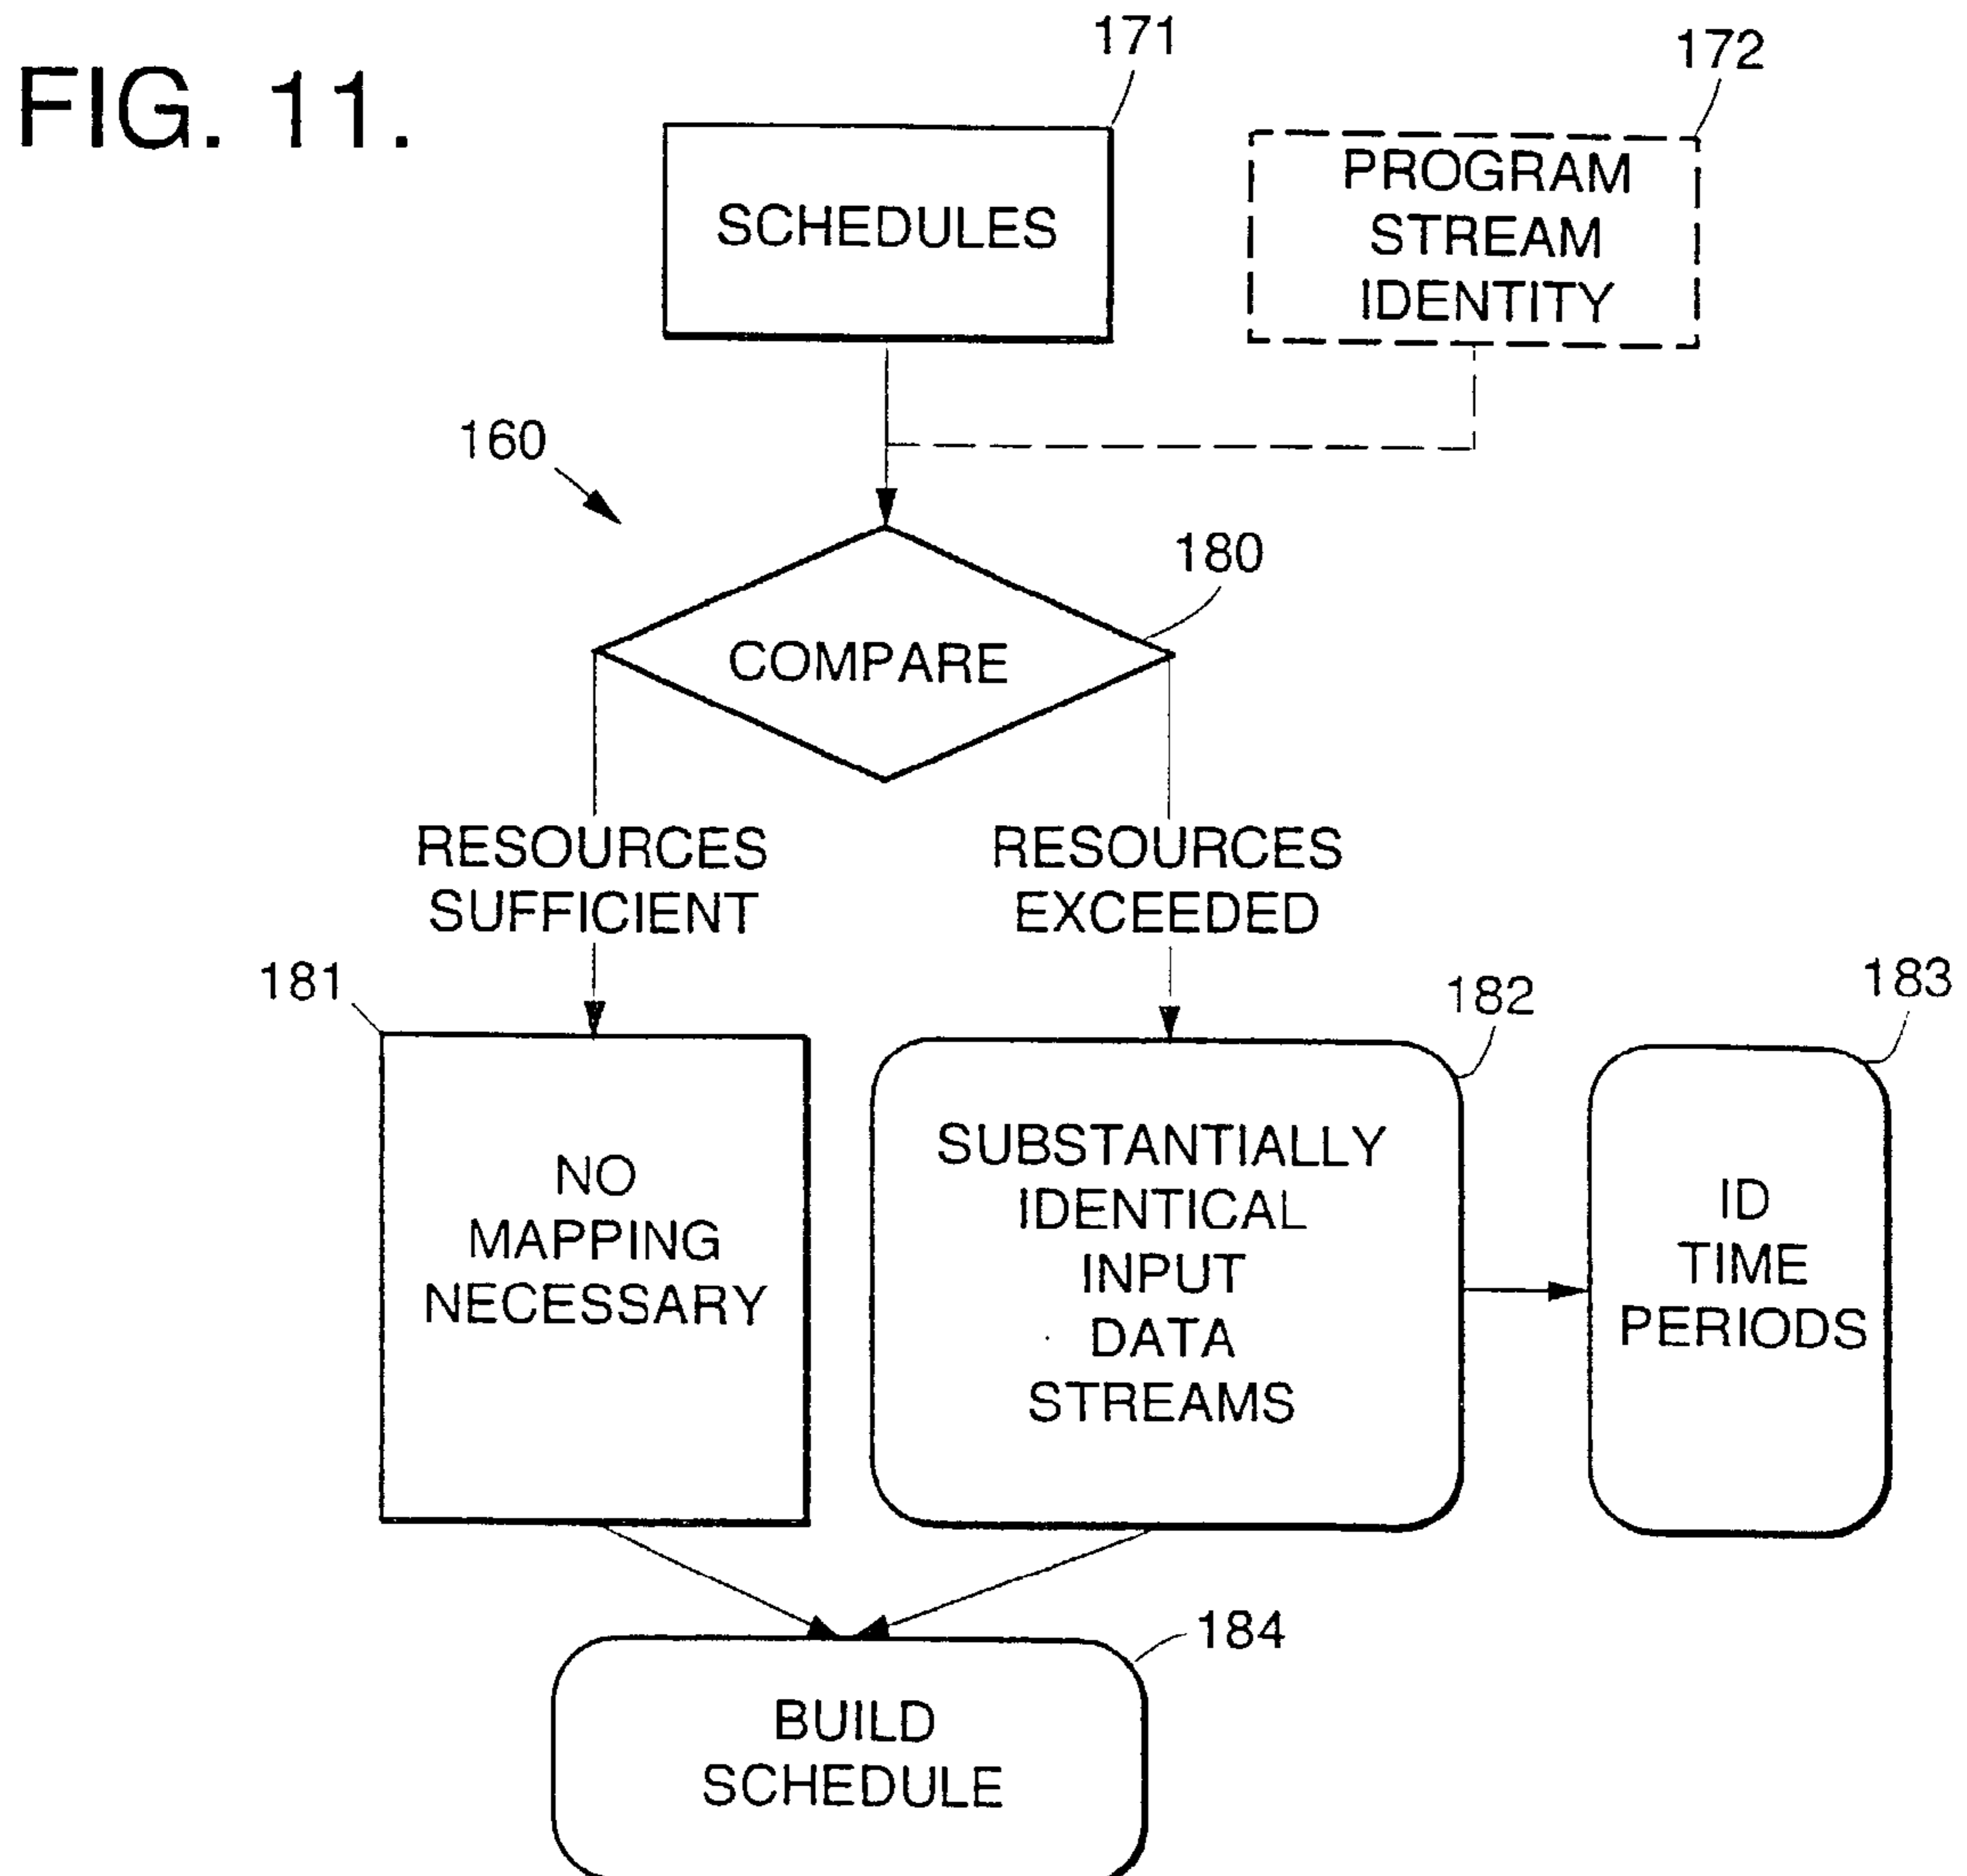 FIG. 11.
171
172
SCHEDULES
PROGRAM
STREAM
IDENTITY
160
180
COMPARE
RESOURCES
SUFFICIENT
RESOURCES
EXCEEDED
181
182
183
NO
MAPPING
NECESSARY
SUBSTANTIALLY
IDENTICAL
INPUT
DATA
STREAMS
ID
TIME
PERIODS
184
BUILD
SCHEDULE